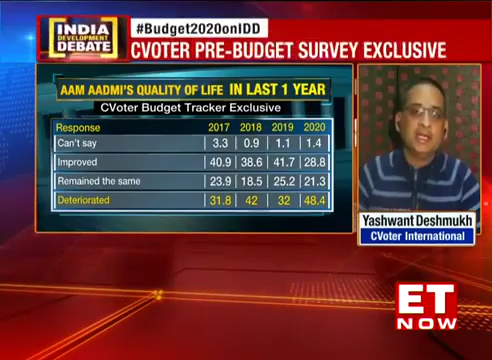 INDIA
DEVELOPMENT
DEBATE
#Budget2020onIDD
CVOTER PRE-BUDGET SURVEY EXCLUSIVE
AAM AADMI'S QUALITY OF LIFE IN LAST 1 YEAR
CVoter Budget Tracker Exclusive
Response 2017 2018 2019 2020
Can't say 3.3 0.9 1.1 1.4
Improved 40.9 38.6 41.7 28.8
Remained the same 23.9 18.5 25.2 21.3
Deteriorated 31.8 42 32 48.4
Yashwant Deshmukh
CVoter International
ET
NOW